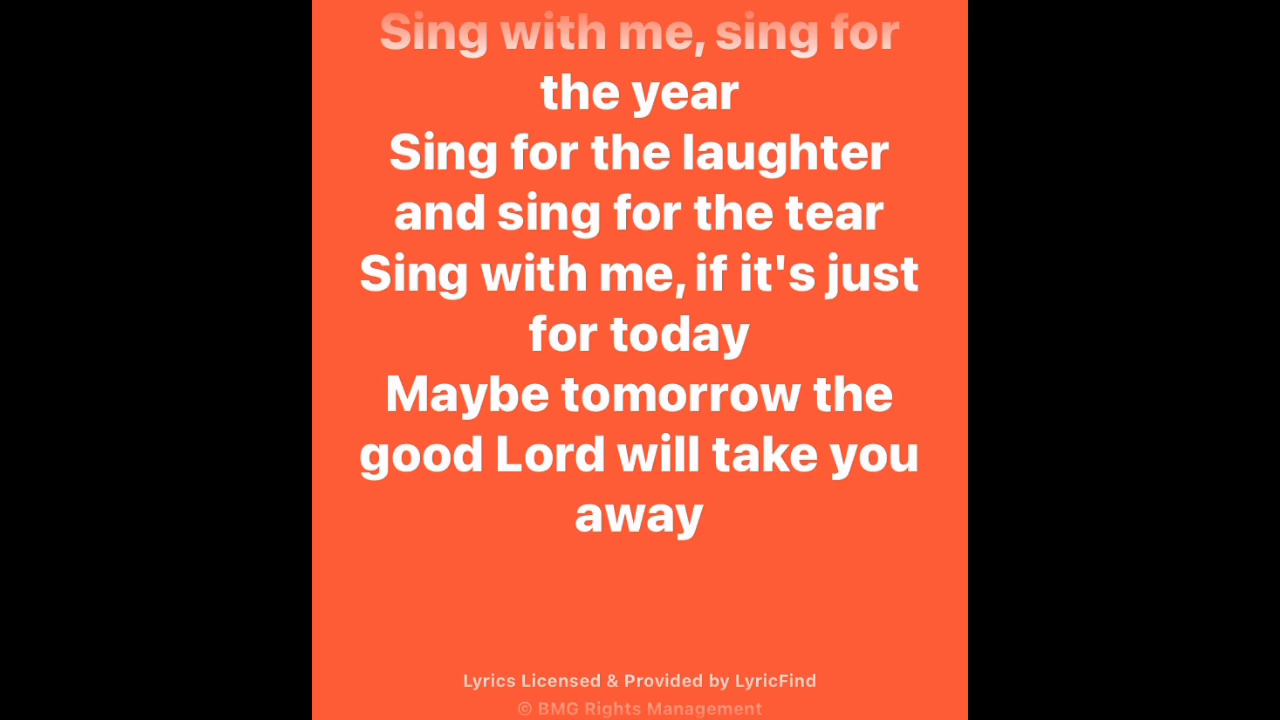 Sing with me, sing for
the year
Sing for the laughter
and sing for the tear
Sing with me, if it's just
for today
Maybe tomorrow the
good Lord will take you
away
Lyrics Licensed & Provided by LyricFind
© BMG Rights Management